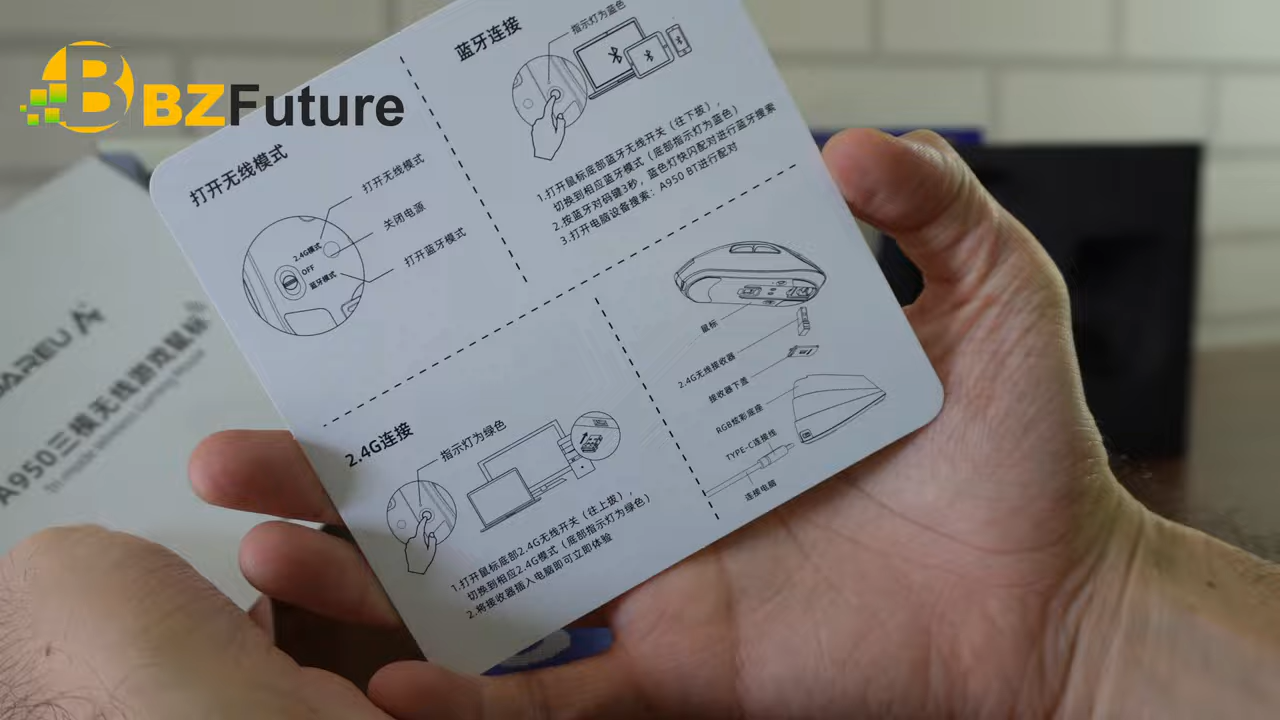 BZFuture
打开无线模式
打开无线模式
关闭电源
打开蓝牙模式
2.4G模式
OFF
蓝牙模式
蓝牙连接
指示灯为蓝色
1.打开鼠标底部蓝牙无线开关（往下拔），
切换到相应蓝牙模式（底部指示灯为蓝色）
2.按蓝牙对码键3秒，蓝色灯快闪配对进行蓝牙搜索
3.打开电脑设备搜索：A950 BT进行配对
2.4G连接
指示灯为绿色
1.打开鼠标底部2.4G无线开关（往上拔），
切换到相应2.4G模式（底部指示灯为绿色）
2.将接收器插入电脑即可立即体验
鼠标
2.4G无线接收器
接收器下盖
RGB炫彩底座
TYPE-C连接线
连接电脑
AREU
A950三模无线游戏鼠标